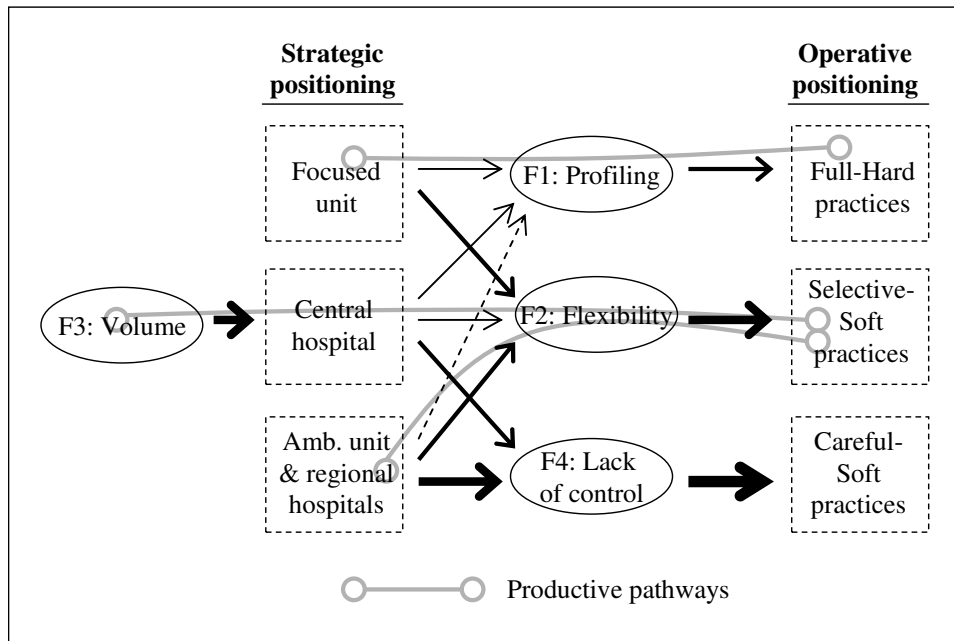 Strategic
positioning
Operative
positioning
Focused
unit
F1: Profiling
Full-Hard
practices
F3: Volume
Central
hospital
F2: Flexibility
Selective-
Soft
practices
Amb. unit
& regional
hospitals
F4: Lack
of control
Careful-
Soft
practices
Productive pathways